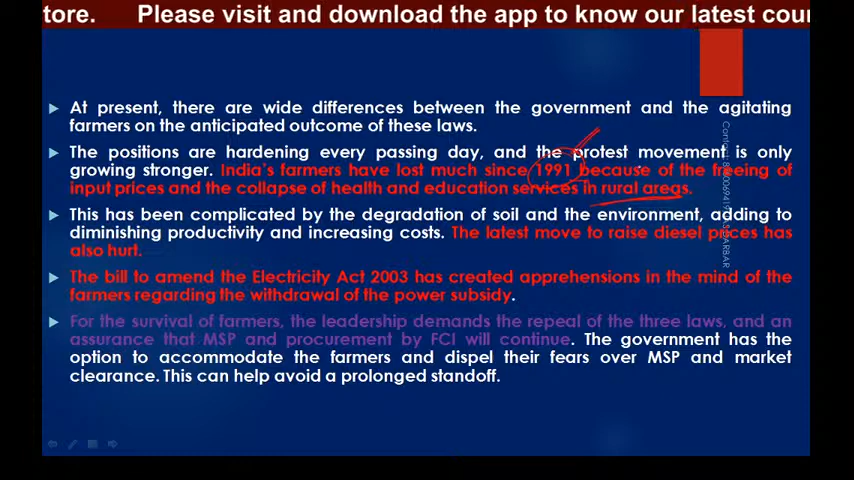 tore. Please visit and download the app to know our latest cour
At present, there are wide differences between the government and the agitating
farmers on the anticipated outcome of these laws.
The positions are hardening every passing day, and the protest movement is only
growing stronger. India's farmers have lost much since 1991 because of the freeing of
input prices and the collapse of health and education services in rural areas.
This has been complicated by the degradation of soil and the environment, adding to
diminishing productivity and increasing costs. The latest move to raise diesel prices has
also hurt.
The bill to amend the Electricity Act 2003 has created apprehensions in the mind of the
farmers regarding the withdrawal of the power subsidy.
For the survival of farmers, the leadership demands the repeal of the three laws, and an
assurance that MSP and procurement by FCI will continue. The government has the
option to accommodate the farmers and dispel their fears over MSP and market
clearance. This can help avoid a prolonged standoff.